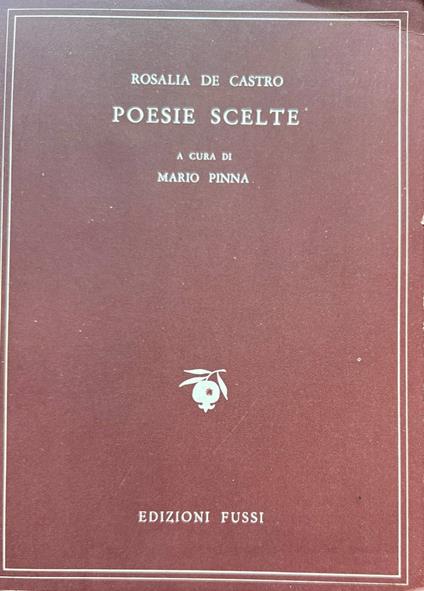 ROSALIA DE CASTRO
POESIE SCELTE
A CURA DI
MARIO PINNA
EDIZIONI FUSSI